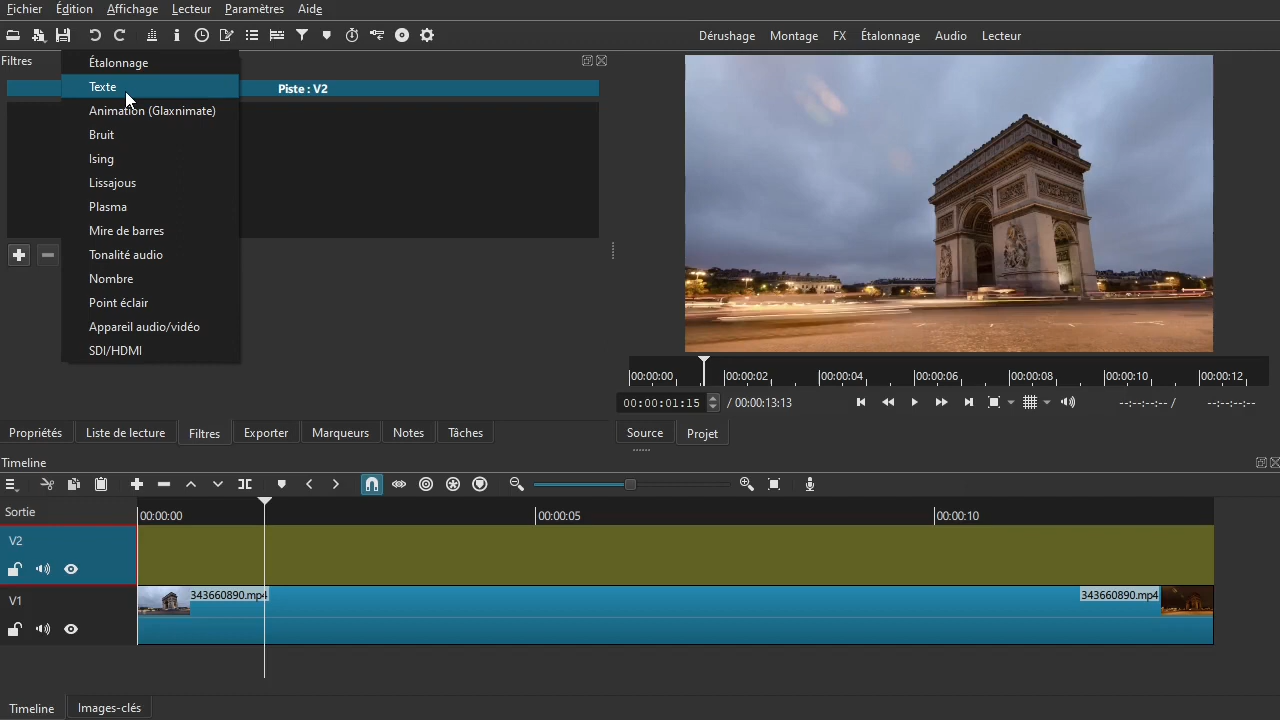 Fichier Édition Affichage Lecteur Paramètres Aide
Dérushage Montage FX Étalonnage Audio Lecteur
Filtres
Étalonnage
Texte
Piste : V2
Animation (Glaxnimate)
Bruit
Ising
Lissajous
Plasma
Mire de barres
Tonalité audio
Nombre
Point éclair
Appareil audio/vidéo
SDI/HDMI
00:00:00 00:00:02 00:00:04 00:00:06 00:00:08 00:00:10 00:00:12
00:00:01:15 / 00:00:13:13 --:--:--:-- / --:--:--:--
Propriétés Liste de lecture Filtres Exporter Marqueurs Notes Tâches Source Projet
Timeline
Sortie 00:00:00 00:00:05 00:00:10
V2
V1 343660890.mp4 343660890.mp4
Timeline Images-clés